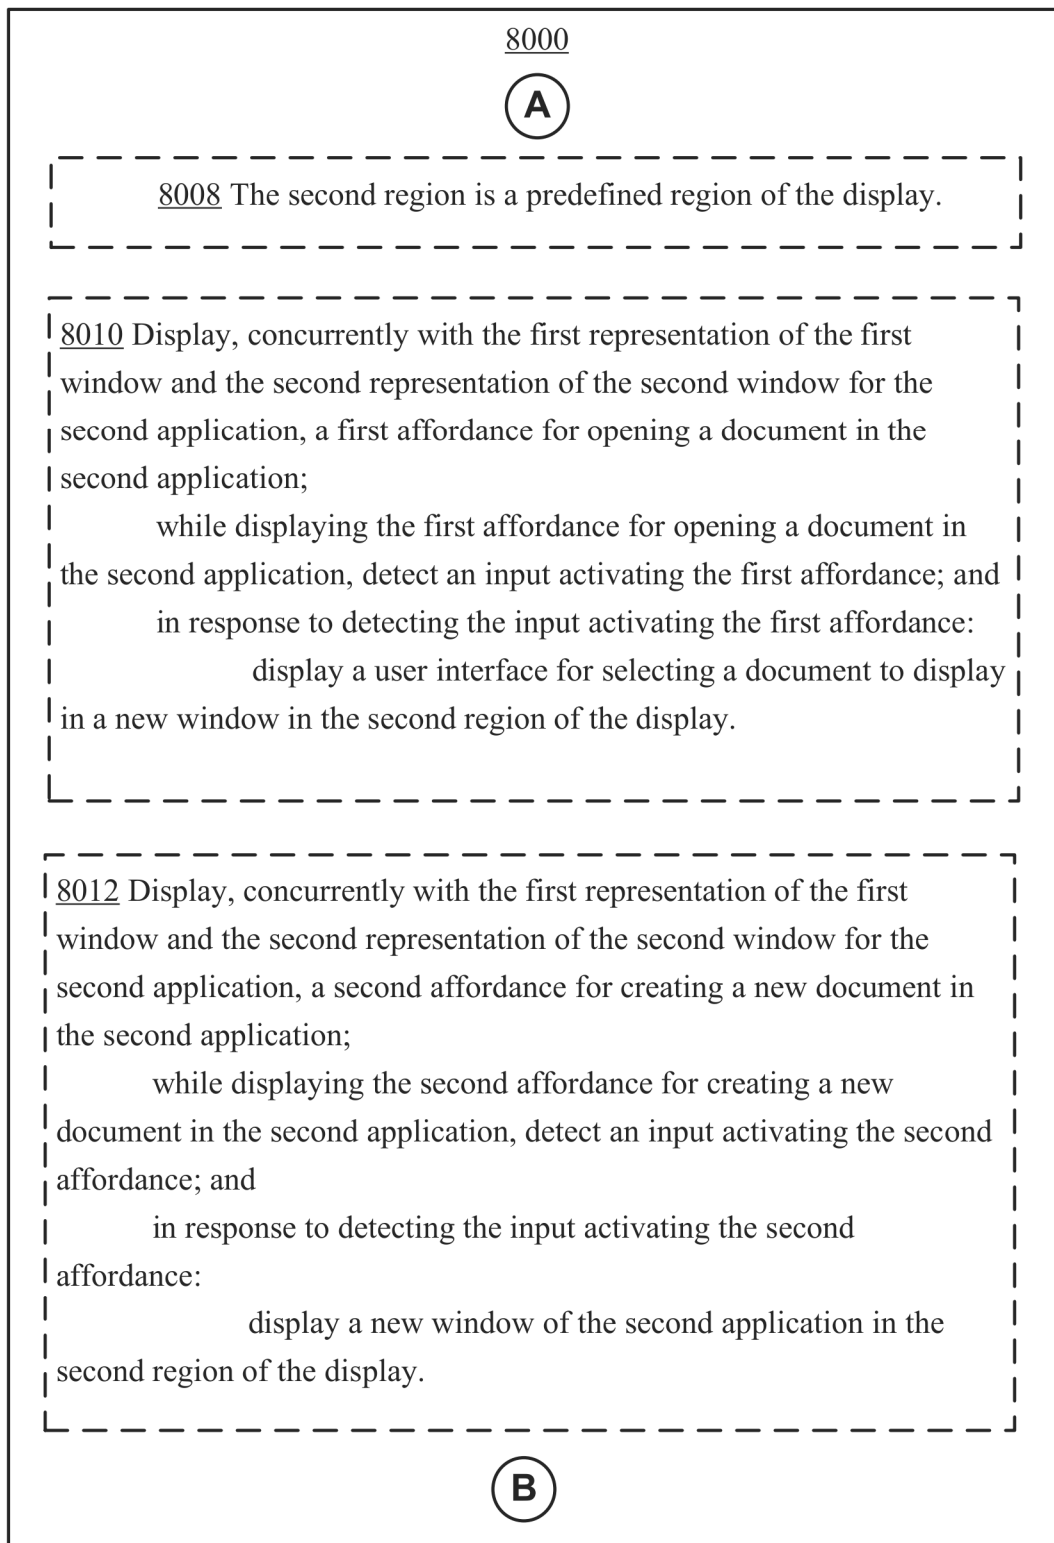 8000
A
8008 The second region is a predefined region of the display.
8010 Display, concurrently with the first representation of the first
window and the second representation of the second window for the
second application, a first affordance for opening a document in the
second application;
while displaying the first affordance for opening a document in
the second application, detect an input activating the first affordance; and
in response to detecting the input activating the first affordance:
display a user interface for selecting a document to display
in a new window in the second region of the display.
8012 Display, concurrently with the first representation of the first
window and the second representation of the second window for the
second application, a second affordance for creating a new document in
the second application;
while displaying the second affordance for creating a new
document in the second application, detect an input activating the second
affordance; and
in response to detecting the input activating the second
affordance:
display a new window of the second application in the
second region of the display.
B